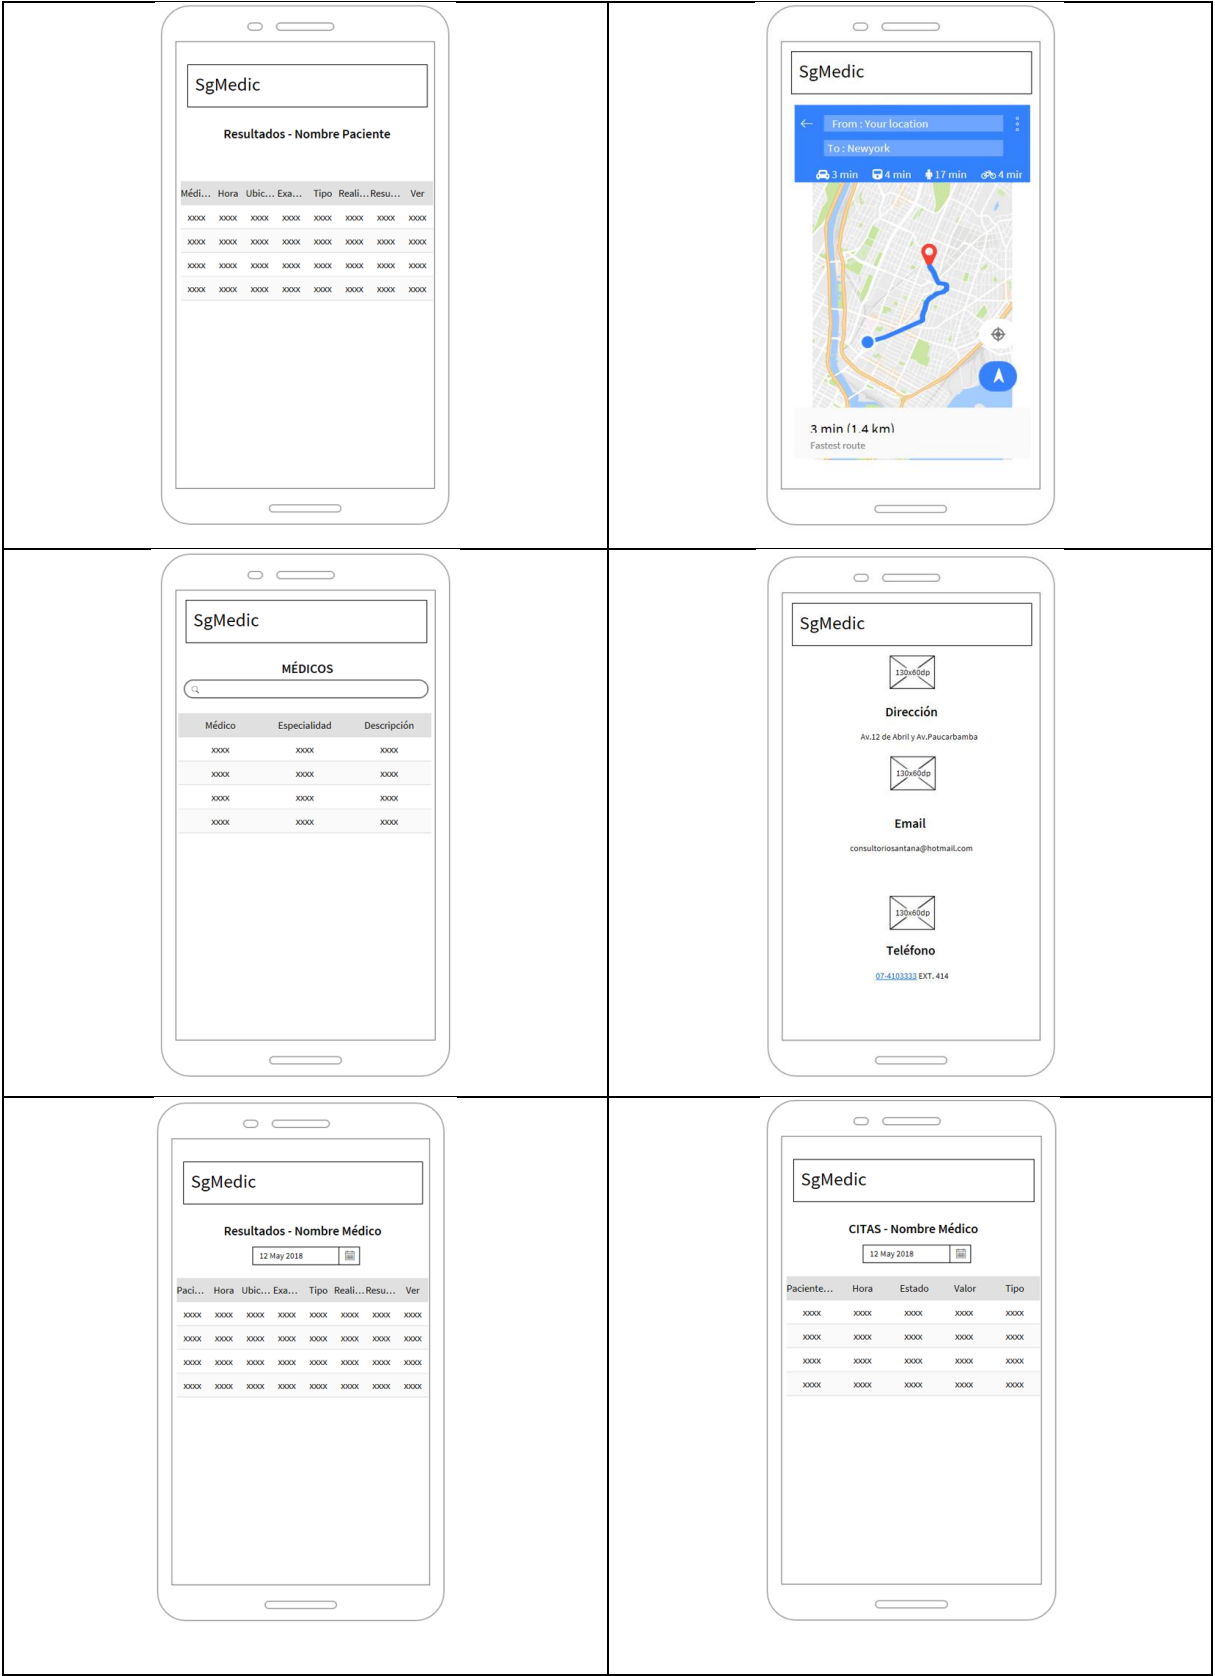 SgMedic
Resultados - Nombre Paciente
Médi... Hora Ubic... Exa... Tipo Reali... Resu... Ver
xxxx xxxx xxxx xxxx xxxx xxxx xxxx xxxx
xxxx xxxx xxxx xxxx xxxx xxxx xxxx xxxx
xxxx xxxx xxxx xxxx xxxx xxxx xxxx xxxx
xxxx xxxx xxxx xxxx xxxx xxxx xxxx xxxx
SgMedic
From : Your location
To : Newyork
3 min 4 min 17 min 4 mir
3 min (1.4 km)
Fastest route
SgMedic
MÉDICOS
Médico Especialidad Descripción
xxxx xxxx xxxx
xxxx xxxx xxxx
xxxx xxxx xxxx
xxxx xxxx xxxx
SgMedic
130x60dp
Dirección
Av.12 de Abril y Av.Paucarbamba
130x60dp
Email
consultoriosantana@hotmail.com
130x60dp
Teléfono
07-4103333 EXT. 414
SgMedic
Resultados - Nombre Médico
12 May 2018
Paci... Hora Ubic... Exa... Tipo Reali... Resu... Ver
xxxx xxxx xxxx xxxx xxxx xxxx xxxx xxxx
xxxx xxxx xxxx xxxx xxxx xxxx xxxx xxxx
xxxx xxxx xxxx xxxx xxxx xxxx xxxx xxxx
xxxx xxxx xxxx xxxx xxxx xxxx xxxx xxxx
SgMedic
CITAS - Nombre Médico
12 May 2018
Paciente... Hora Estado Valor Tipo
xxxx xxxx xxxx xxxx xxxx
xxxx xxxx xxxx xxxx xxxx
xxxx xxxx xxxx xxxx xxxx
xxxx xxxx xxxx xxxx xxxx